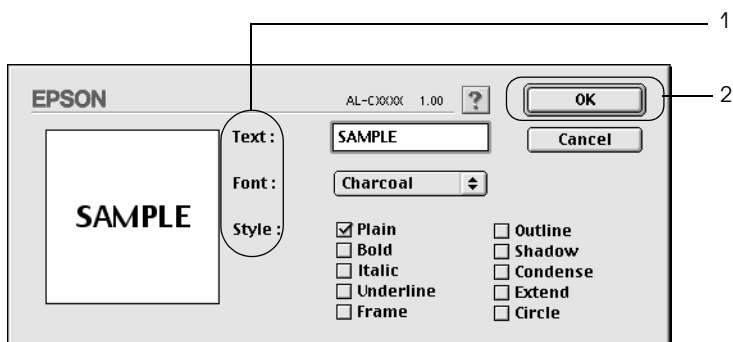 1
EPSON AL-CXXXX 1.00 ? OK 2
Text : SAMPLE Cancel
Font : Charcoal
SAMPLE
Style : Plain Outline
Bold Shadow
Italic Condense
Underline Extend
Frame Circle